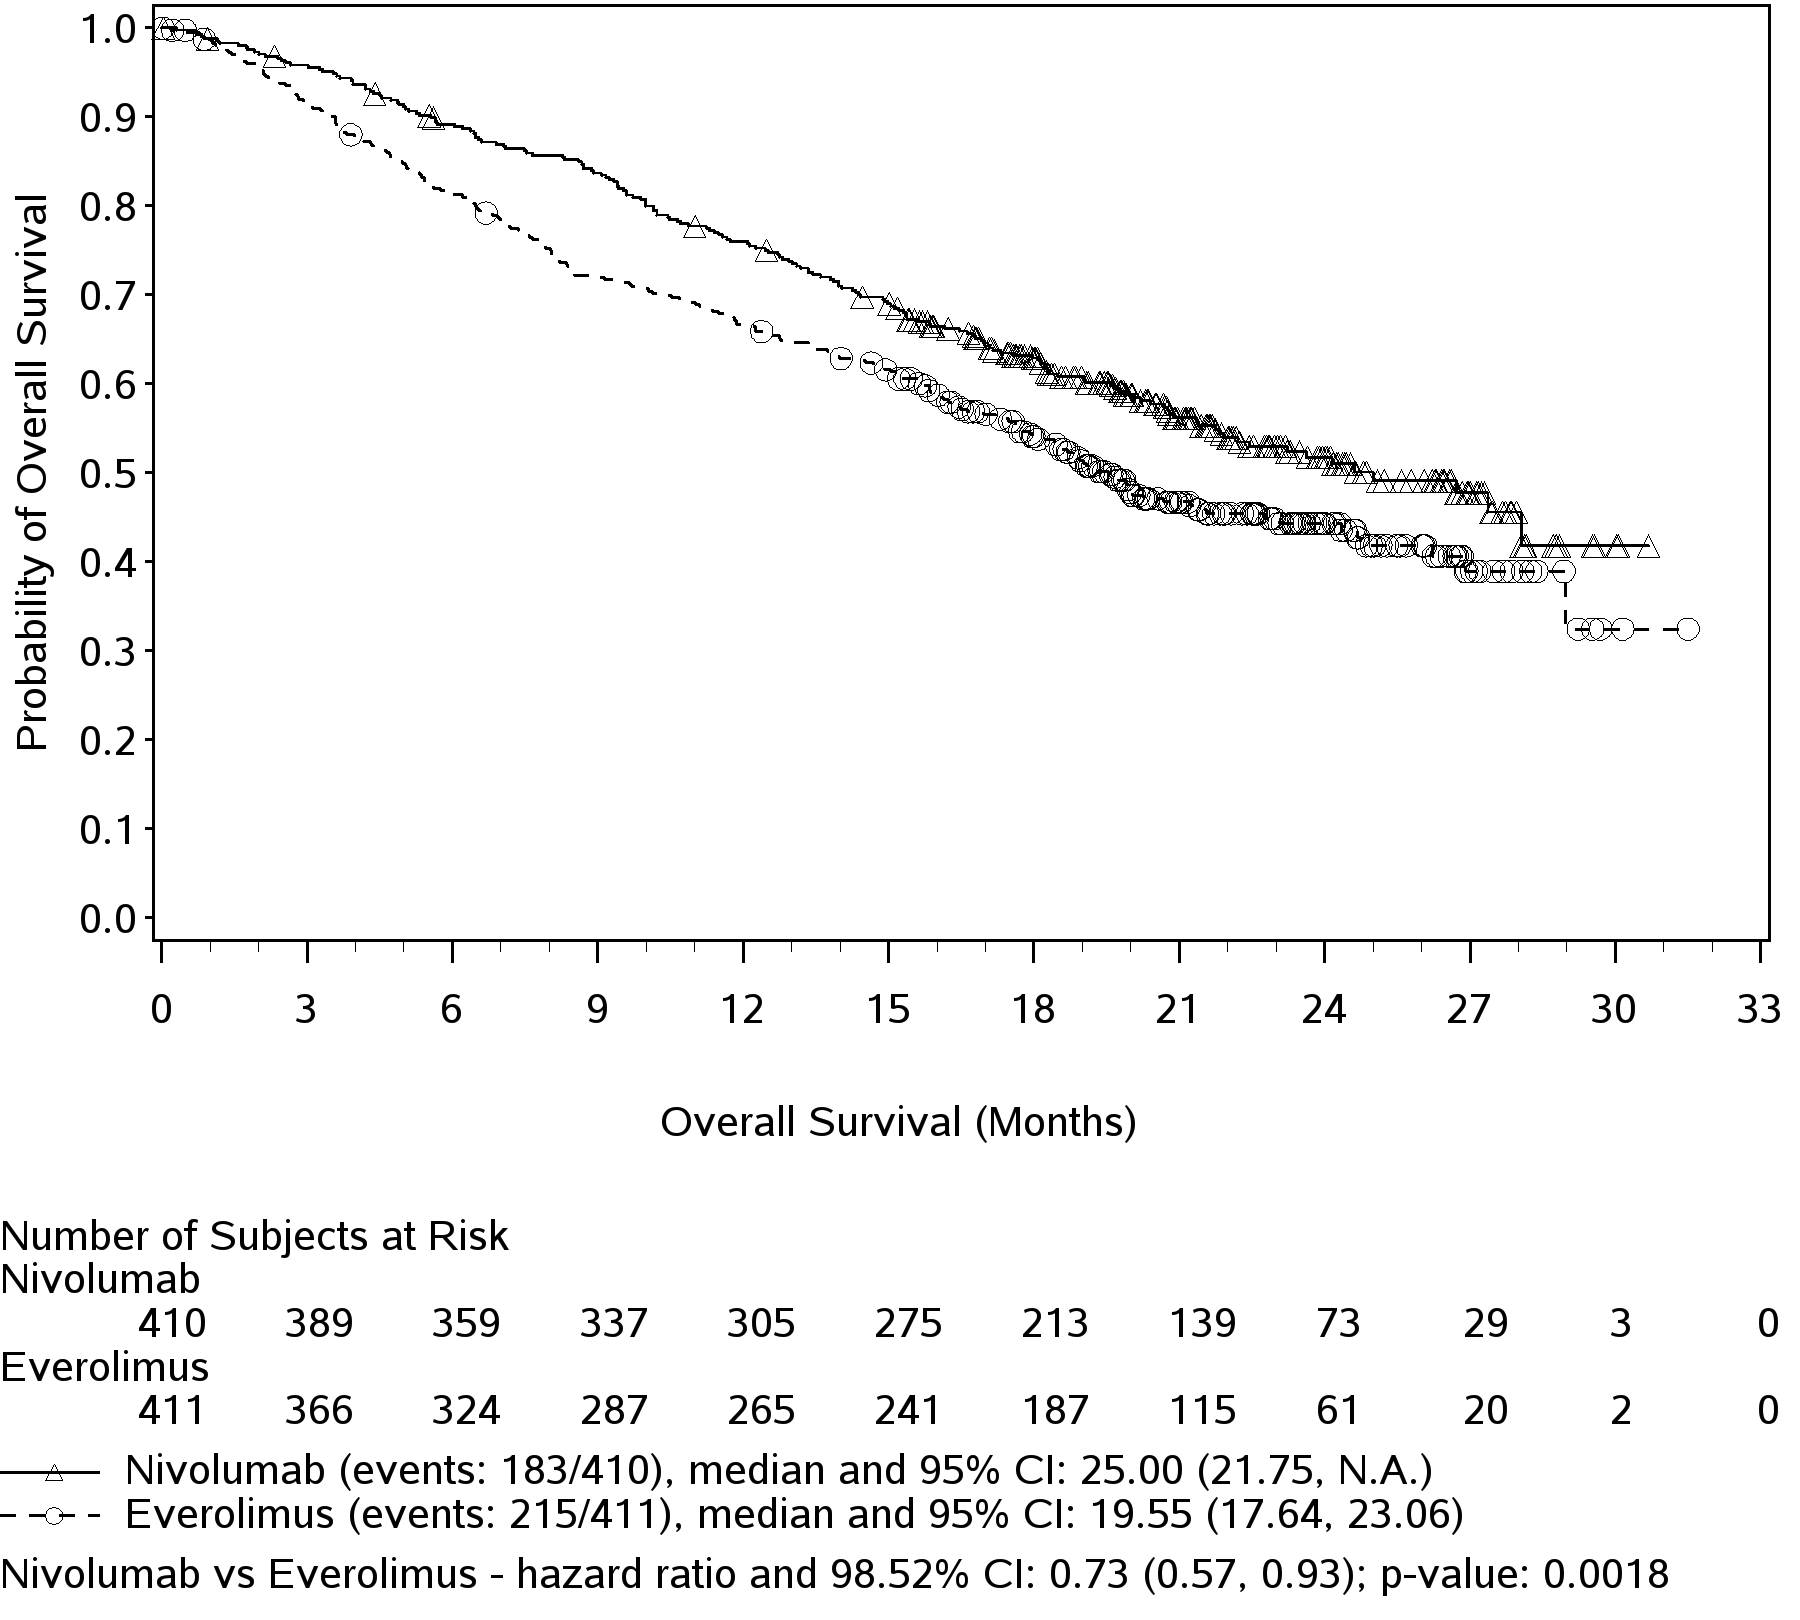 Probability of Overall Survival
1.0
0.9
0.8
0.7
0.6
0.5
0.4
0.3
0.2
0.1
0.0
0 3 6 9 12 15 18 21 24 27 30 33
Overall Survival (Months)
Number of Subjects at Risk
Nivolumab
410 389 359 337 305 275 213 139 73 29 3 0
Everolimus
411 366 324 287 265 241 187 115 61 20 2 0
Nivolumab (events: 183/410), median and 95% CI: 25.00 (21.75, N.A.)
Everolimus (events: 215/411), median and 95% CI: 19.55 (17.64, 23.06)
Nivolumab vs Everolimus - hazard ratio and 98.52% CI: 0.73 (0.57, 0.93); p-value: 0.0018